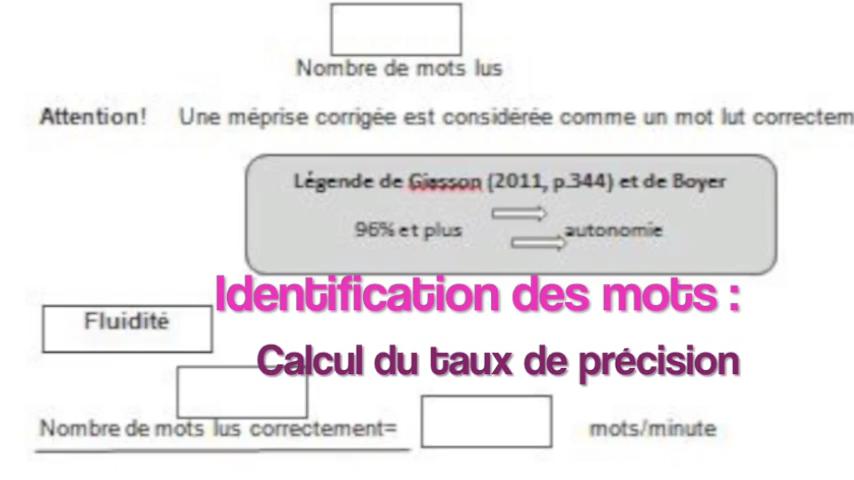 Nombre de mots lus
Attention! Une méprise corrigée est considérée comme un mot lut correctem
Légende de Giasson (2011, p.344) et de Boyer
96% et plus autonomie
Identification des mots :
Fluidité
Calcul du taux de précision
Nombre de mots lus correctement= mots/minute